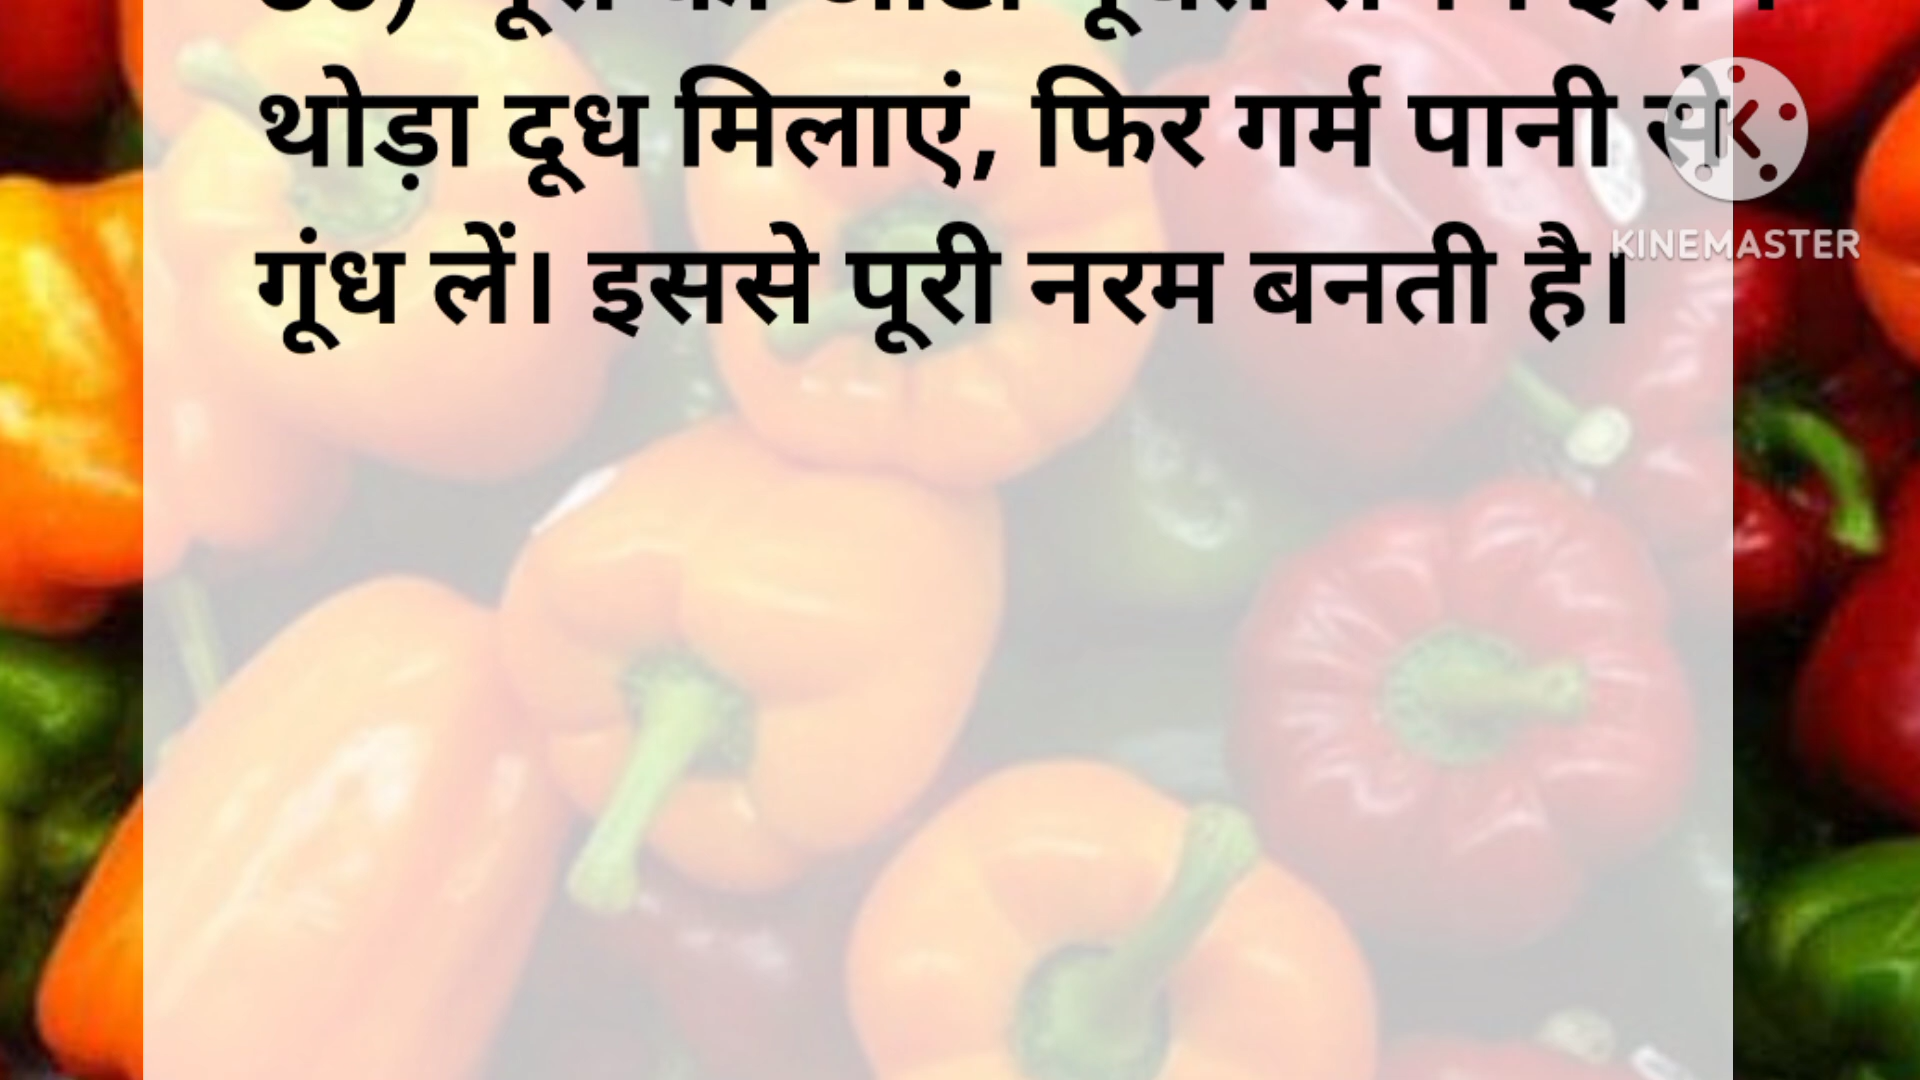 थोड़ा दूध मिलाएं, फिर गर्म पानी से
गूंध लें। इससे पूरी नरम बनती है।
KINEMASTER